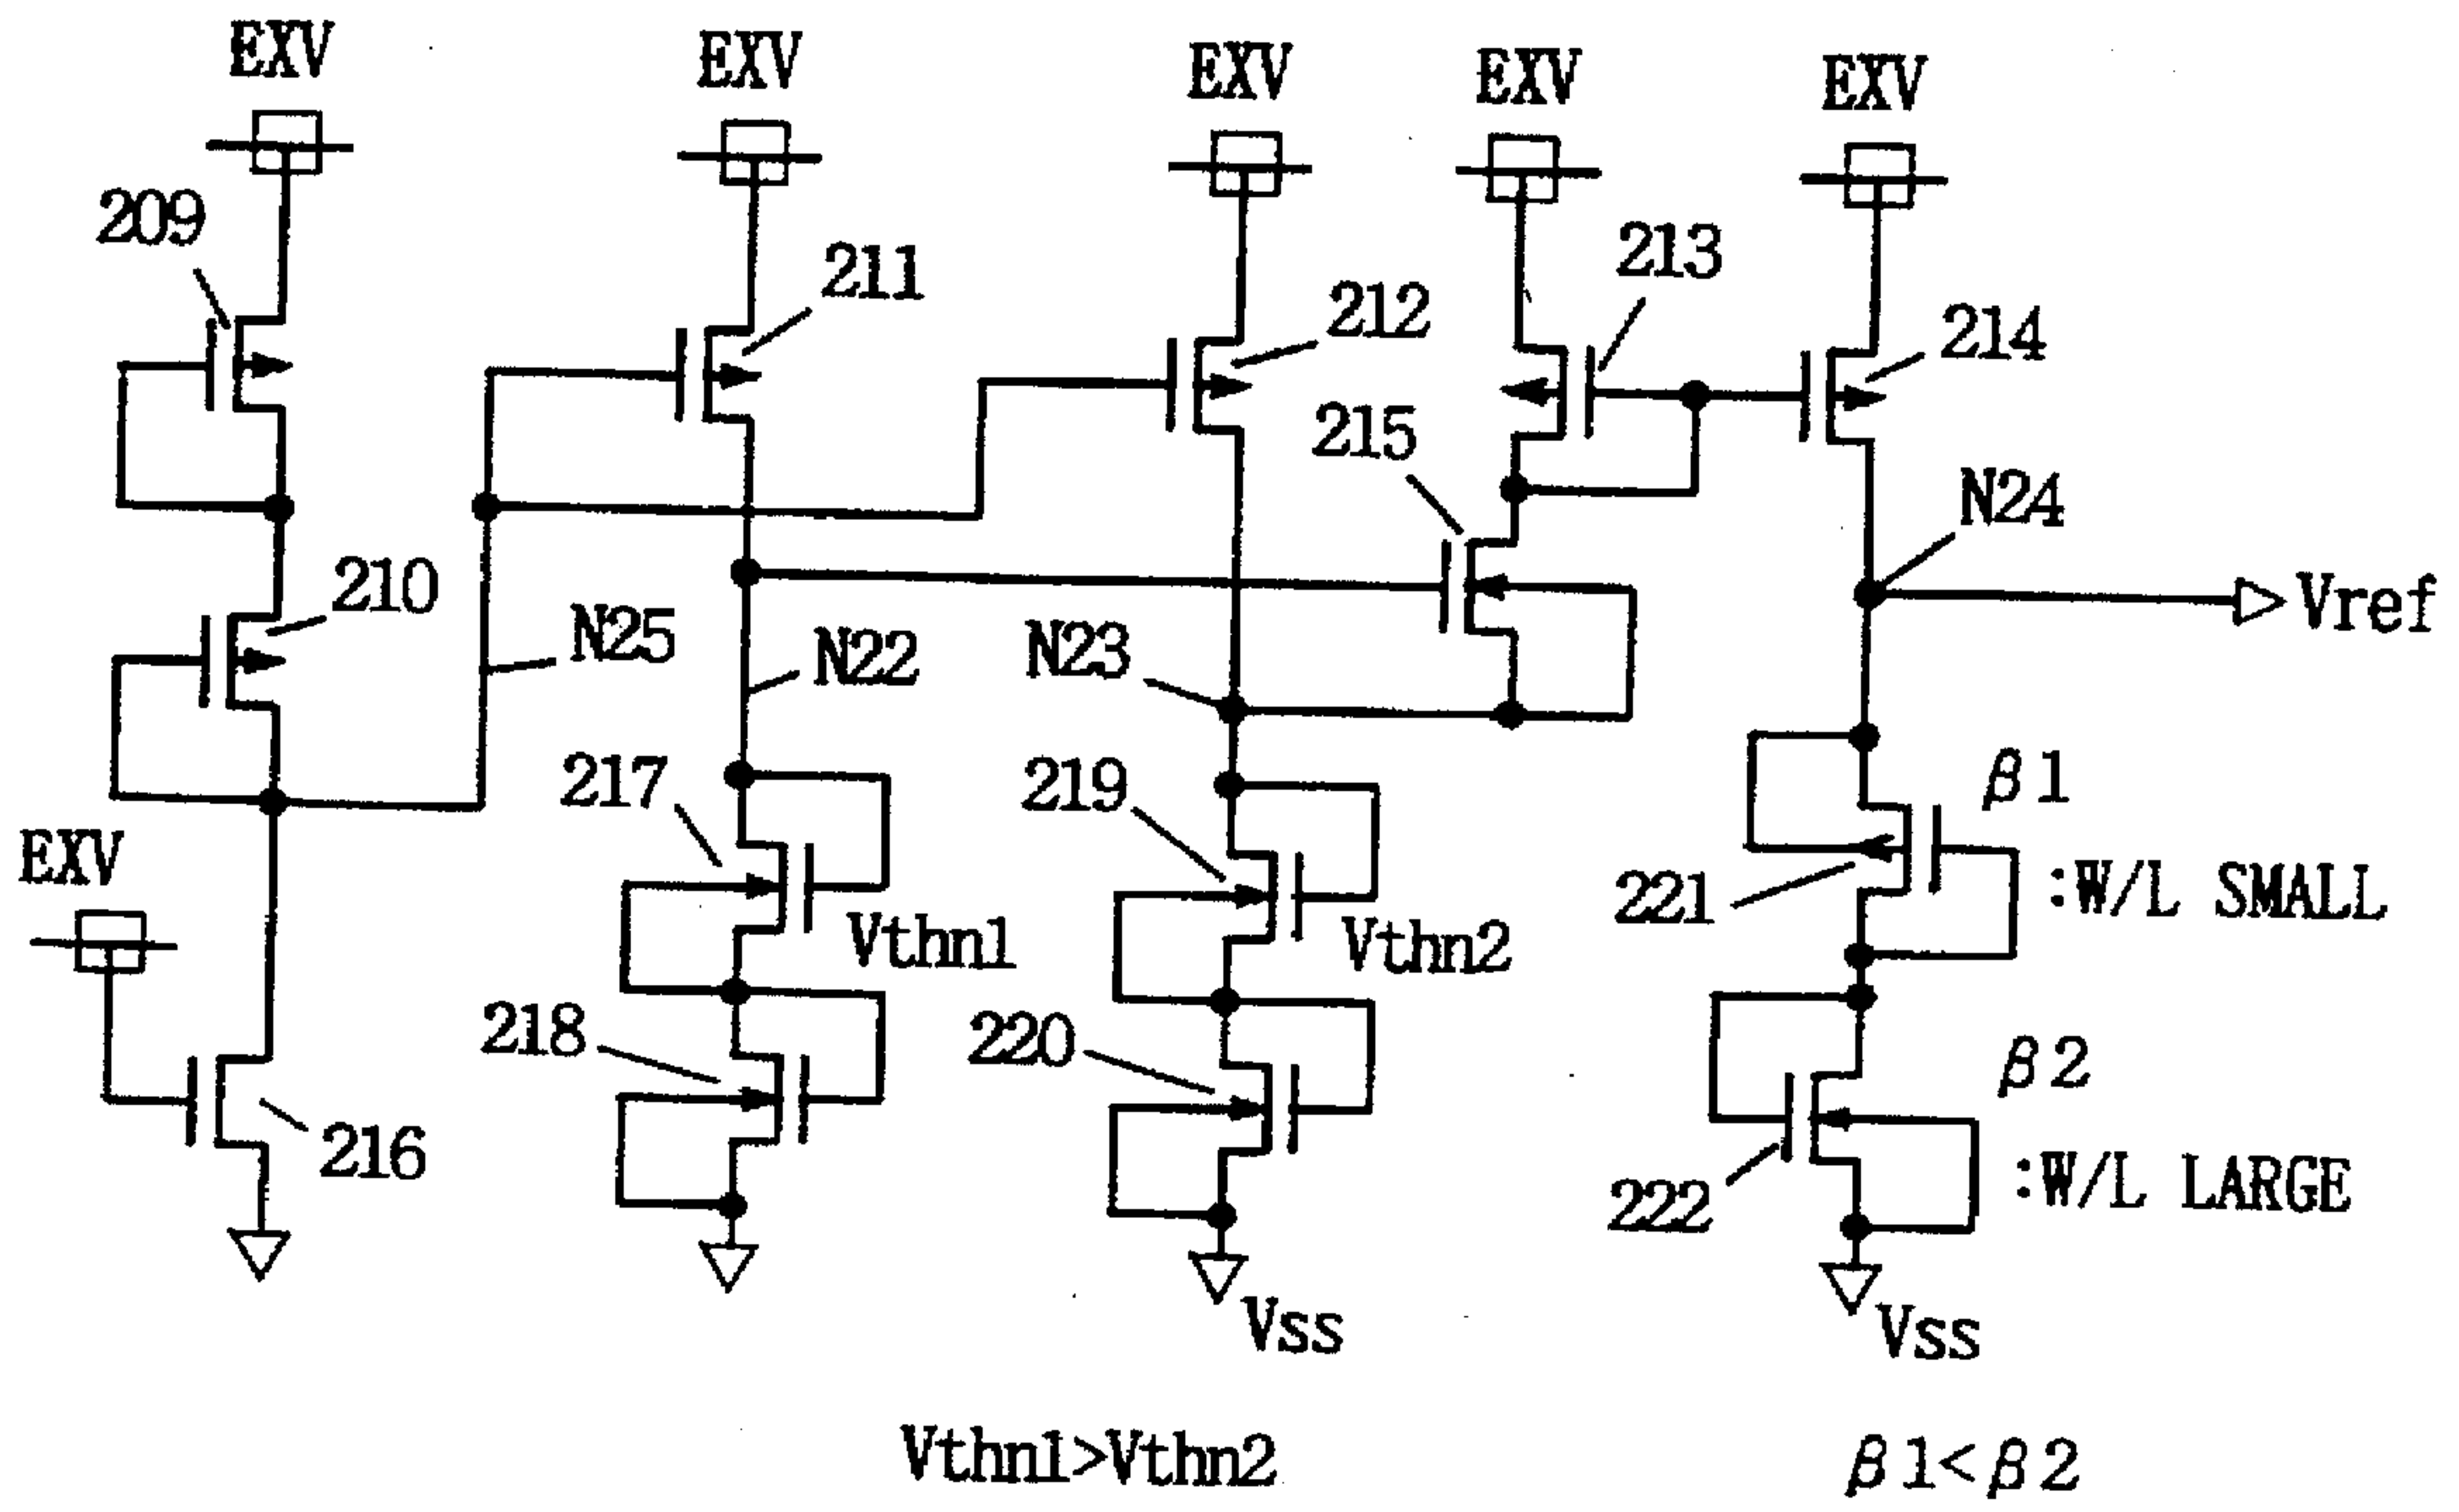 EXV
EXV
EXV
EXV
EXV
209
211
212
213
214
215
N24
210
N25
N22
N23
Vref
217
219
β1
EXV
221
:W/L SMALL
Vthn1
Vthn2
218
220
β2
216
222
:W/L LARGE
Vss
Vss
Vthn1>Vthn2
β1<β2